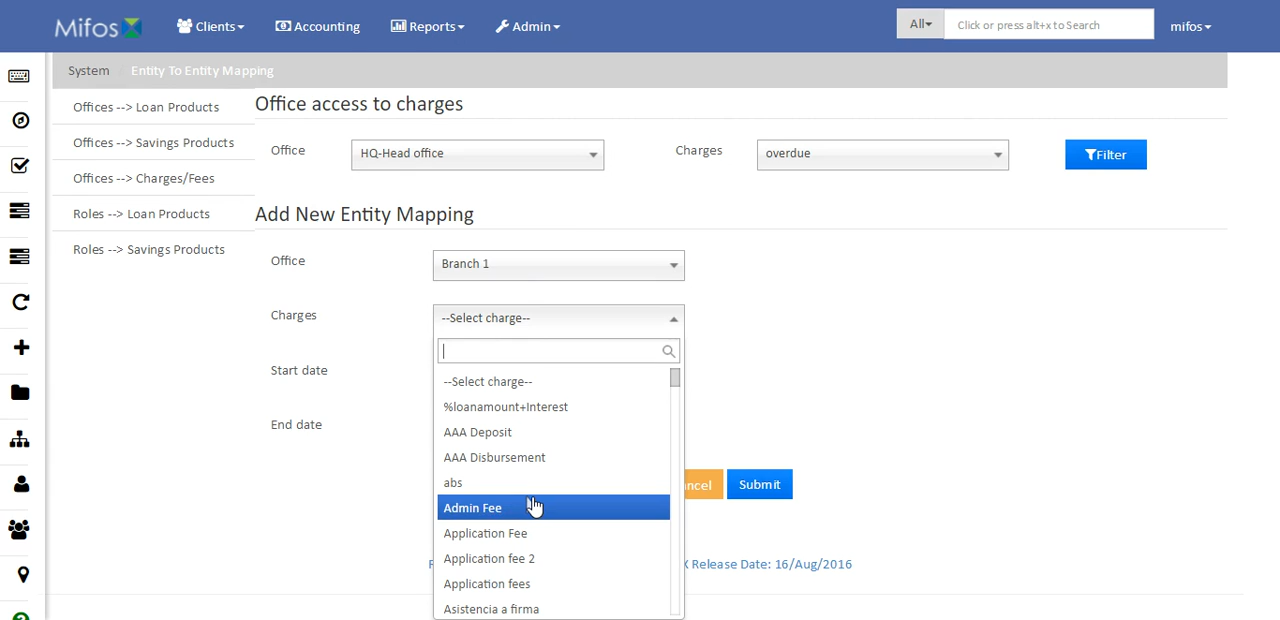 Mifos Clients Accounting Reports Admin All Click or press alt+x to Search mifos
System Entity To Entity Mapping
Offices --> Loan Products
Offices --> Savings Products
Offices --> Charges/Fees
Roles --> Loan Products
Roles --> Savings Products
Office access to charges
Office HQ-Head office Charges overdue Filter
Add New Entity Mapping
Office Branch 1
Charges --Select charge--
Start date
End date
--Select charge--
%loanamount+Interest
AAA Deposit
AAA Disbursement
abs
Admin Fee
Application Fee
Application fee 2
Application fees
Asistencia a firma
ncel Submit
Release Date: 16/Aug/2016